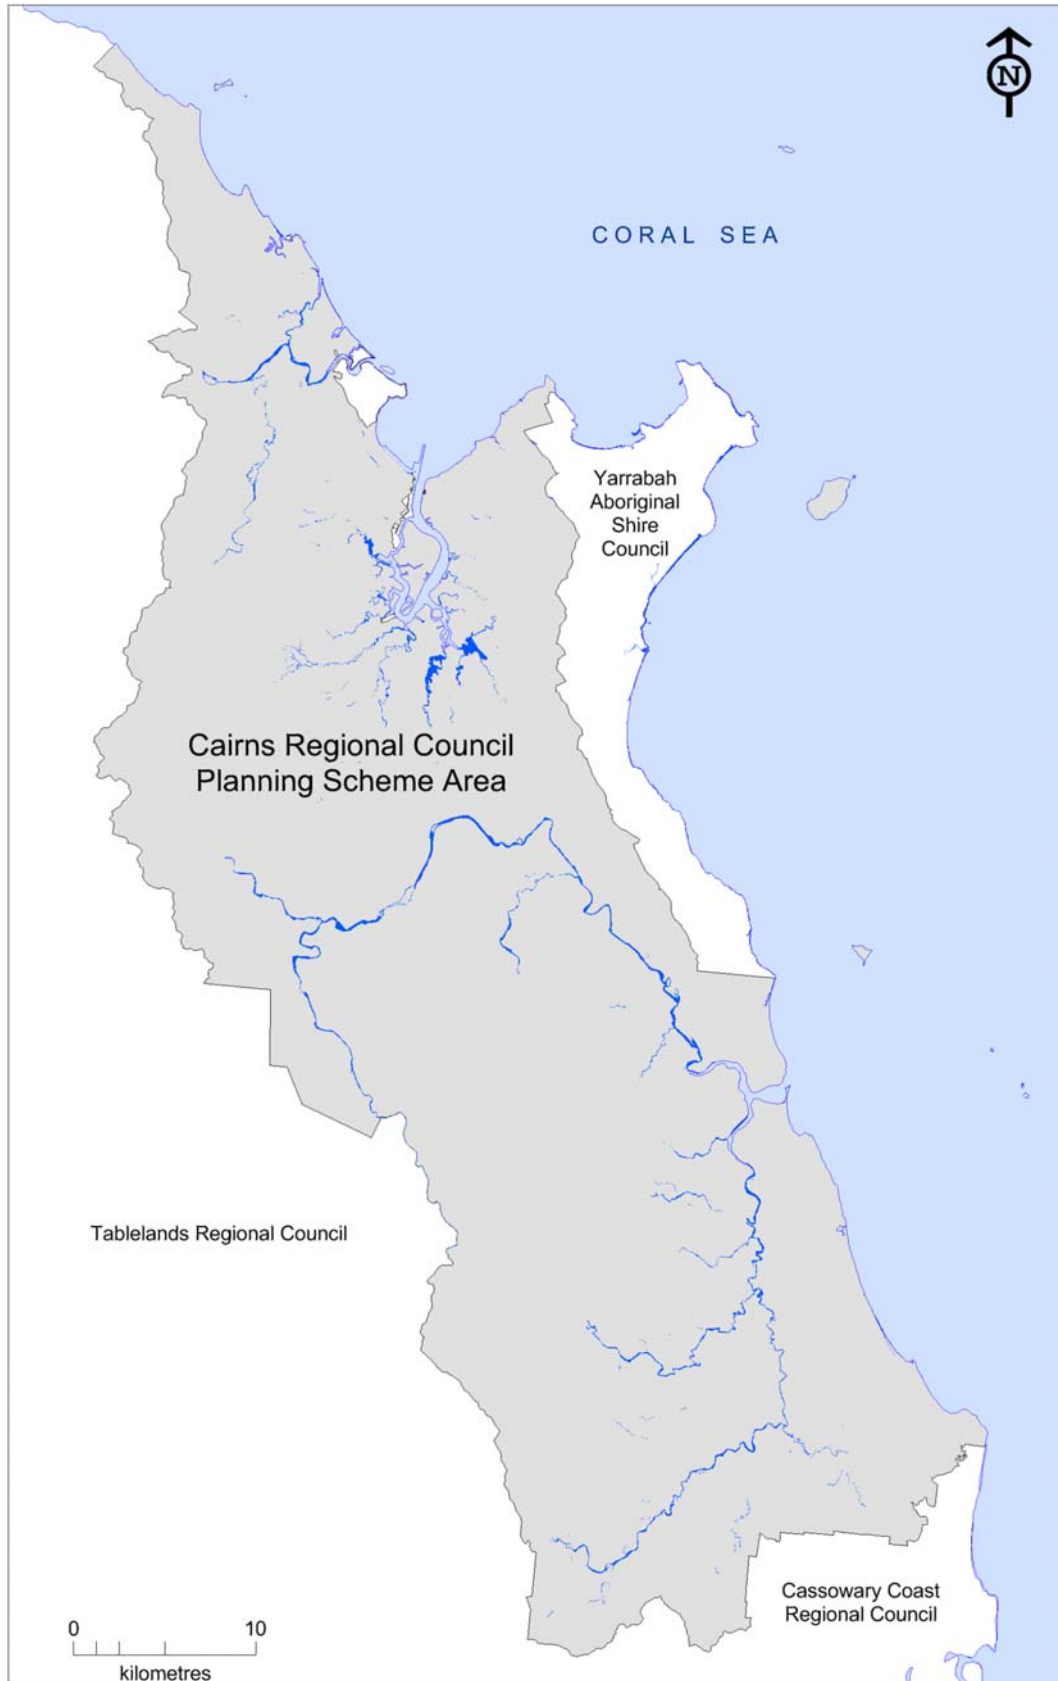 N
CORAL SEA
Yarrabah
Aboriginal
Shire
Council
Cairns Regional Council
Planning Scheme Area
Tablelands Regional Council
Cassowary Coast
Regional Council
0 10
kilometres